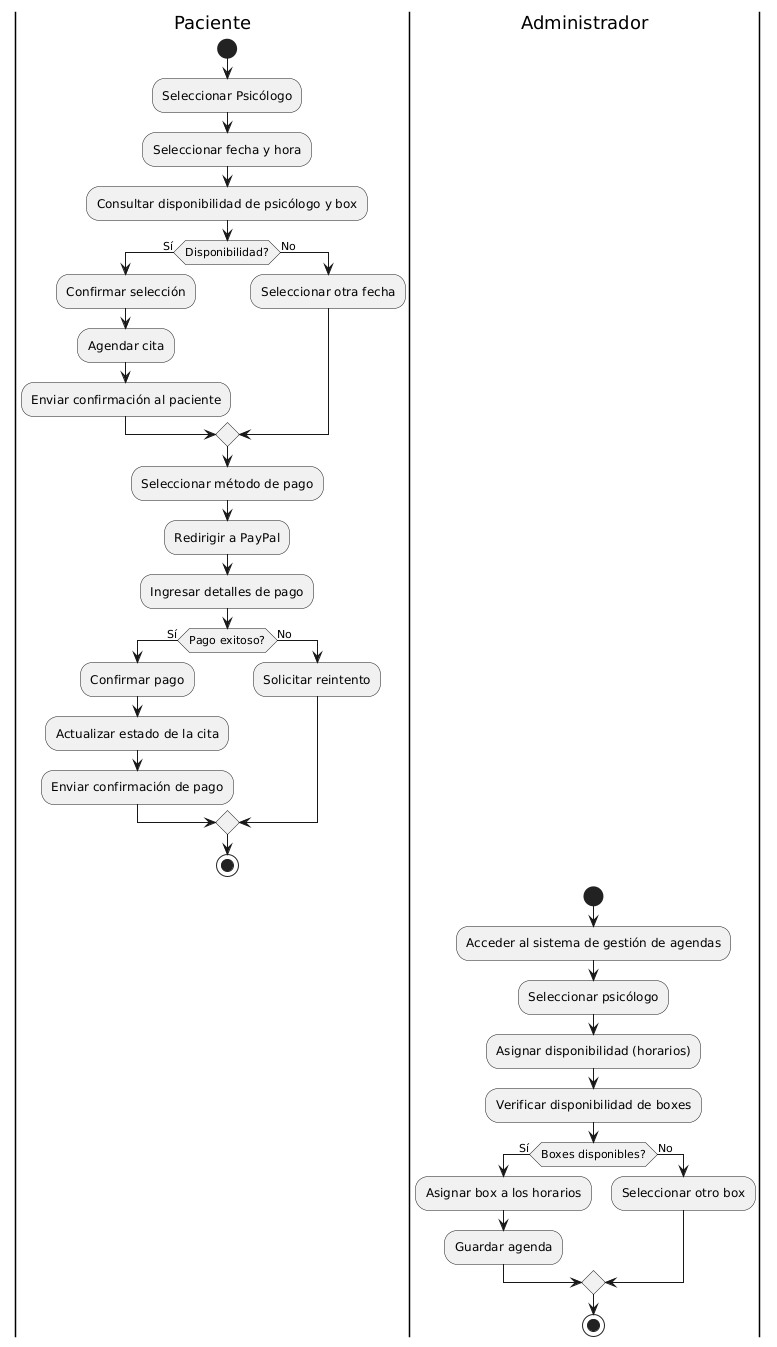 Paciente
Administrador
Seleccionar Psicólogo
Seleccionar fecha y hora
Consultar disponibilidad de psicólogo y box
Sí
Disponibilidad?
No
Confirmar selección
Seleccionar otra fecha
Agendar cita
Enviar confirmación al paciente
Seleccionar método de pago
Redirigir a PayPal
Ingresar detalles de pago
Sí
Pago exitoso?
No
Confirmar pago
Solicitar reintento
Actualizar estado de la cita
Enviar confirmación de pago
Acceder al sistema de gestión de agendas
Seleccionar psicólogo
Asignar disponibilidad (horarios)
Verificar disponibilidad de boxes
Sí
Boxes disponibles?
No
Asignar box a los horarios
Seleccionar otro box
Guardar agenda